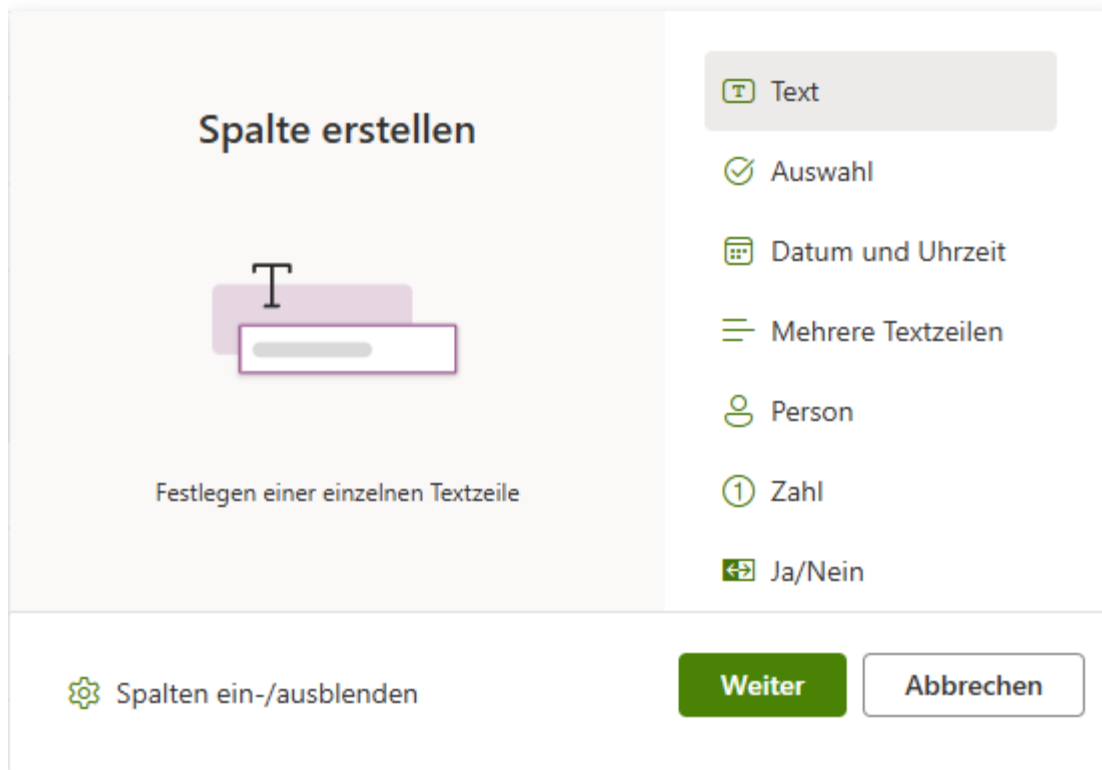 Spalte erstellen
Festlegen einer einzelnen Textzeile
Text
Auswahl
Datum und Uhrzeit
Mehrere Textzeilen
Person
Zahl
Ja/Nein
Spalten ein-/ausblenden
Weiter
Abbrechen